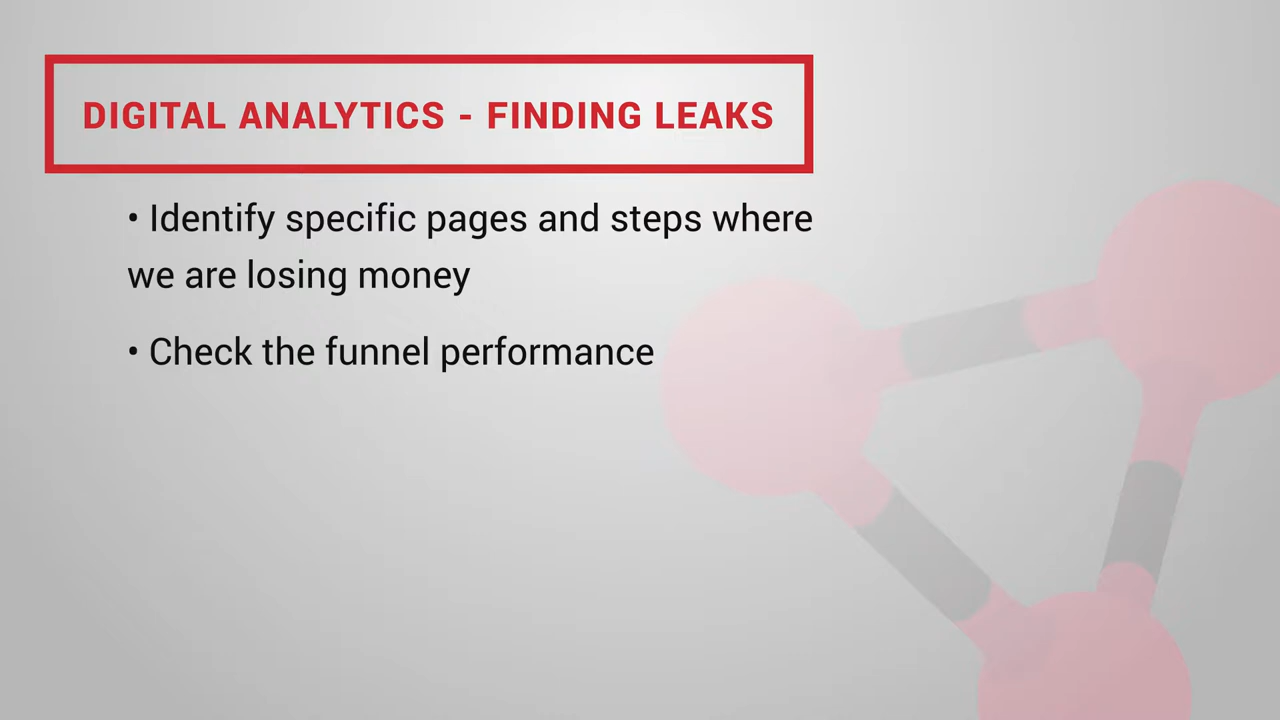 DIGITAL ANALYTICS - FINDING LEAKS
• Identify specific pages and steps where
we are losing money
• Check the funnel performance